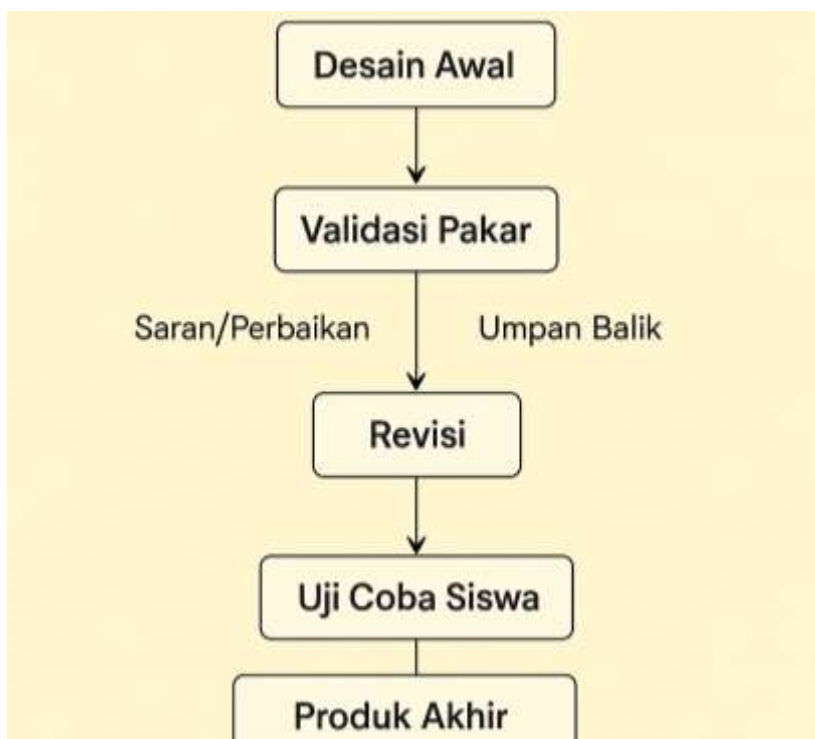 Desain Awal
Validasi Pakar
Saran/Perbaikan Umpan Balik
Revisi
Uji Coba Siswa
Produk Akhir